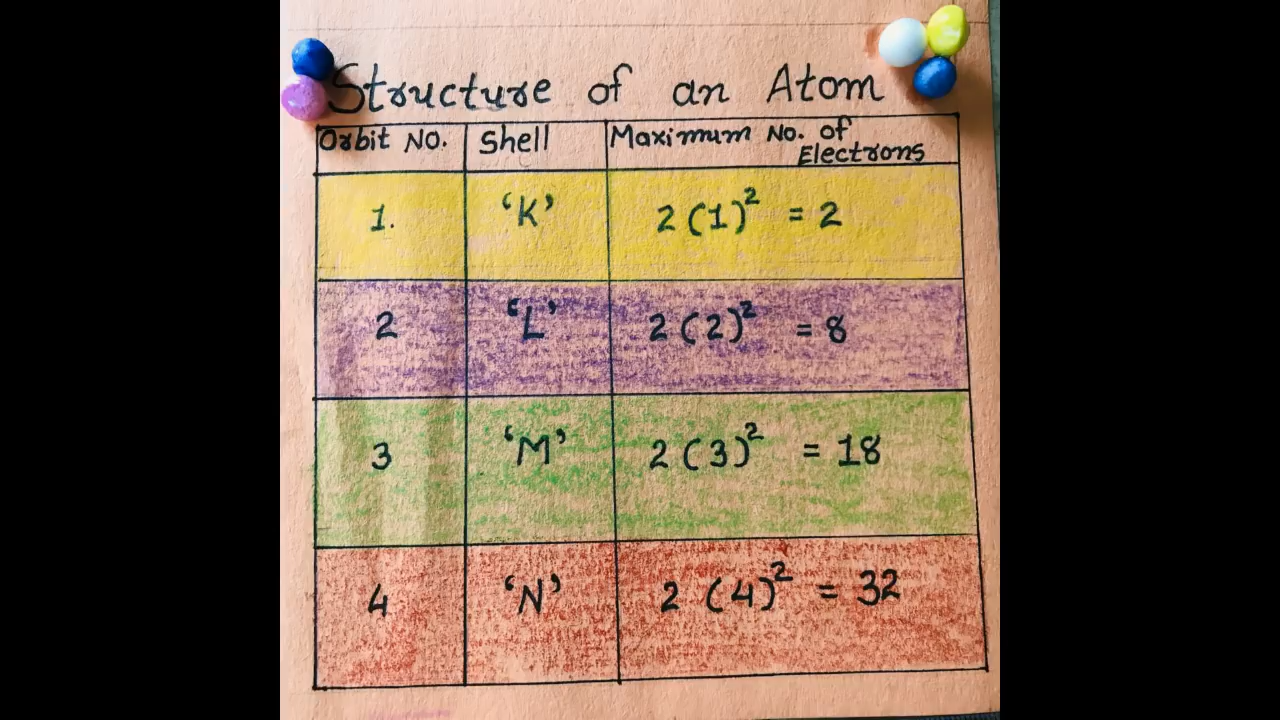 Structure of an Atom
Orbit No. Shell Maximum No. of Electrons
1. 'K' 2(1)² = 2
2 'L' 2(2)² = 8
3 'M' 2(3)² = 18
4 'N' 2(4)² = 32